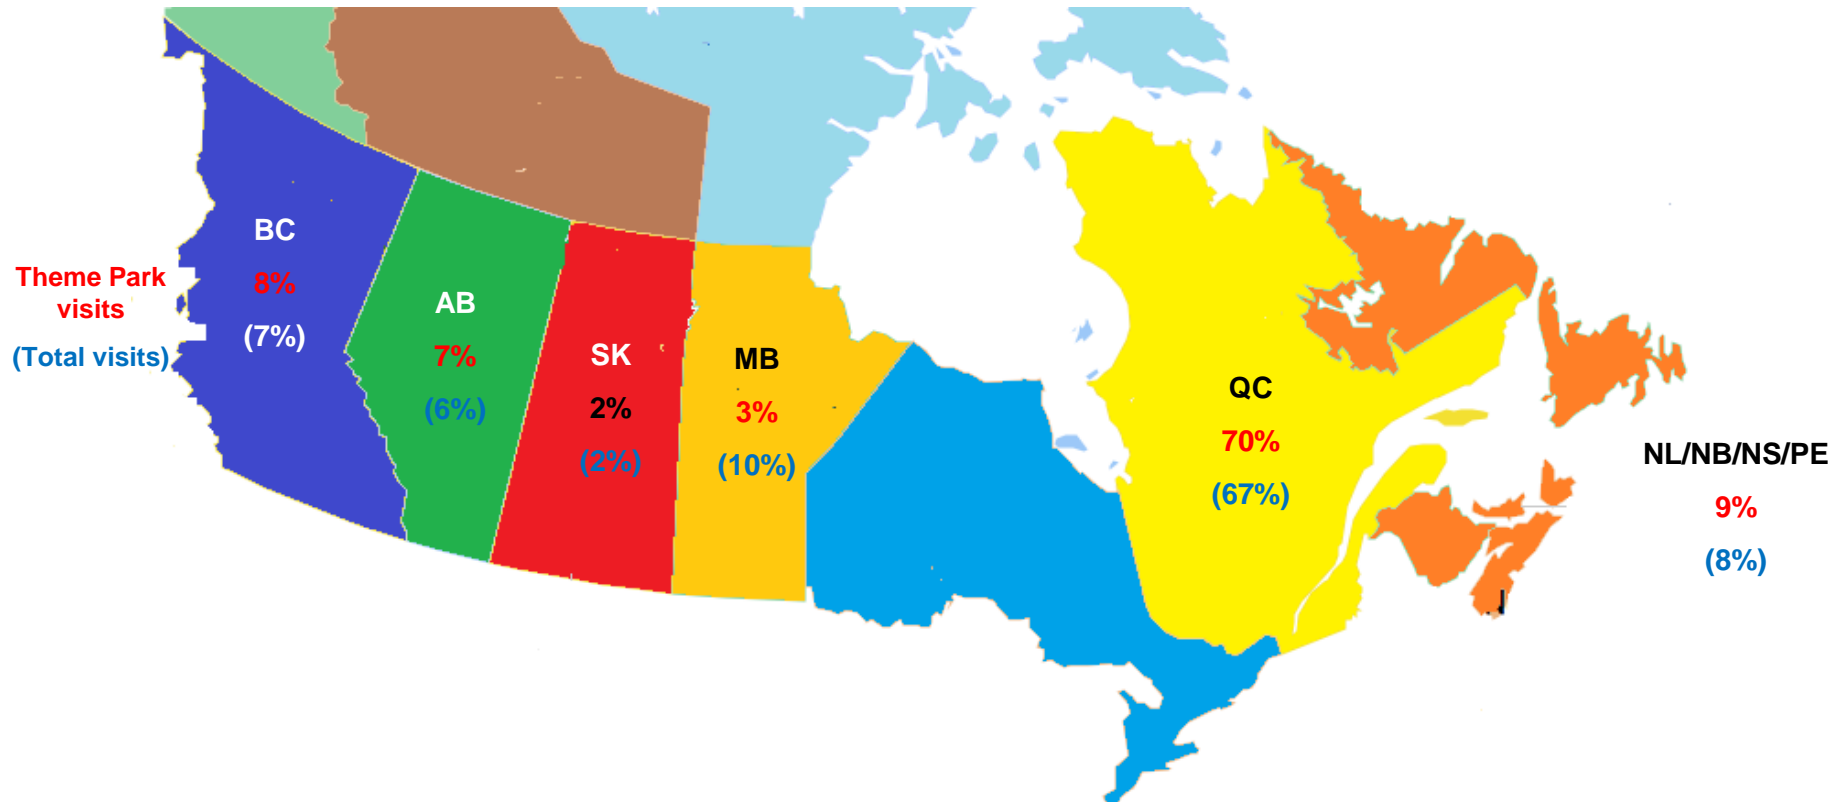 Theme Park
visits
(Total visits)
BC
8%
(7%)
AB
7%
(6%)
SK
2%
(2%)
MB
3%
(10%)
QC
70%
(67%)
NL/NB/NS/PE
9%
(8%)